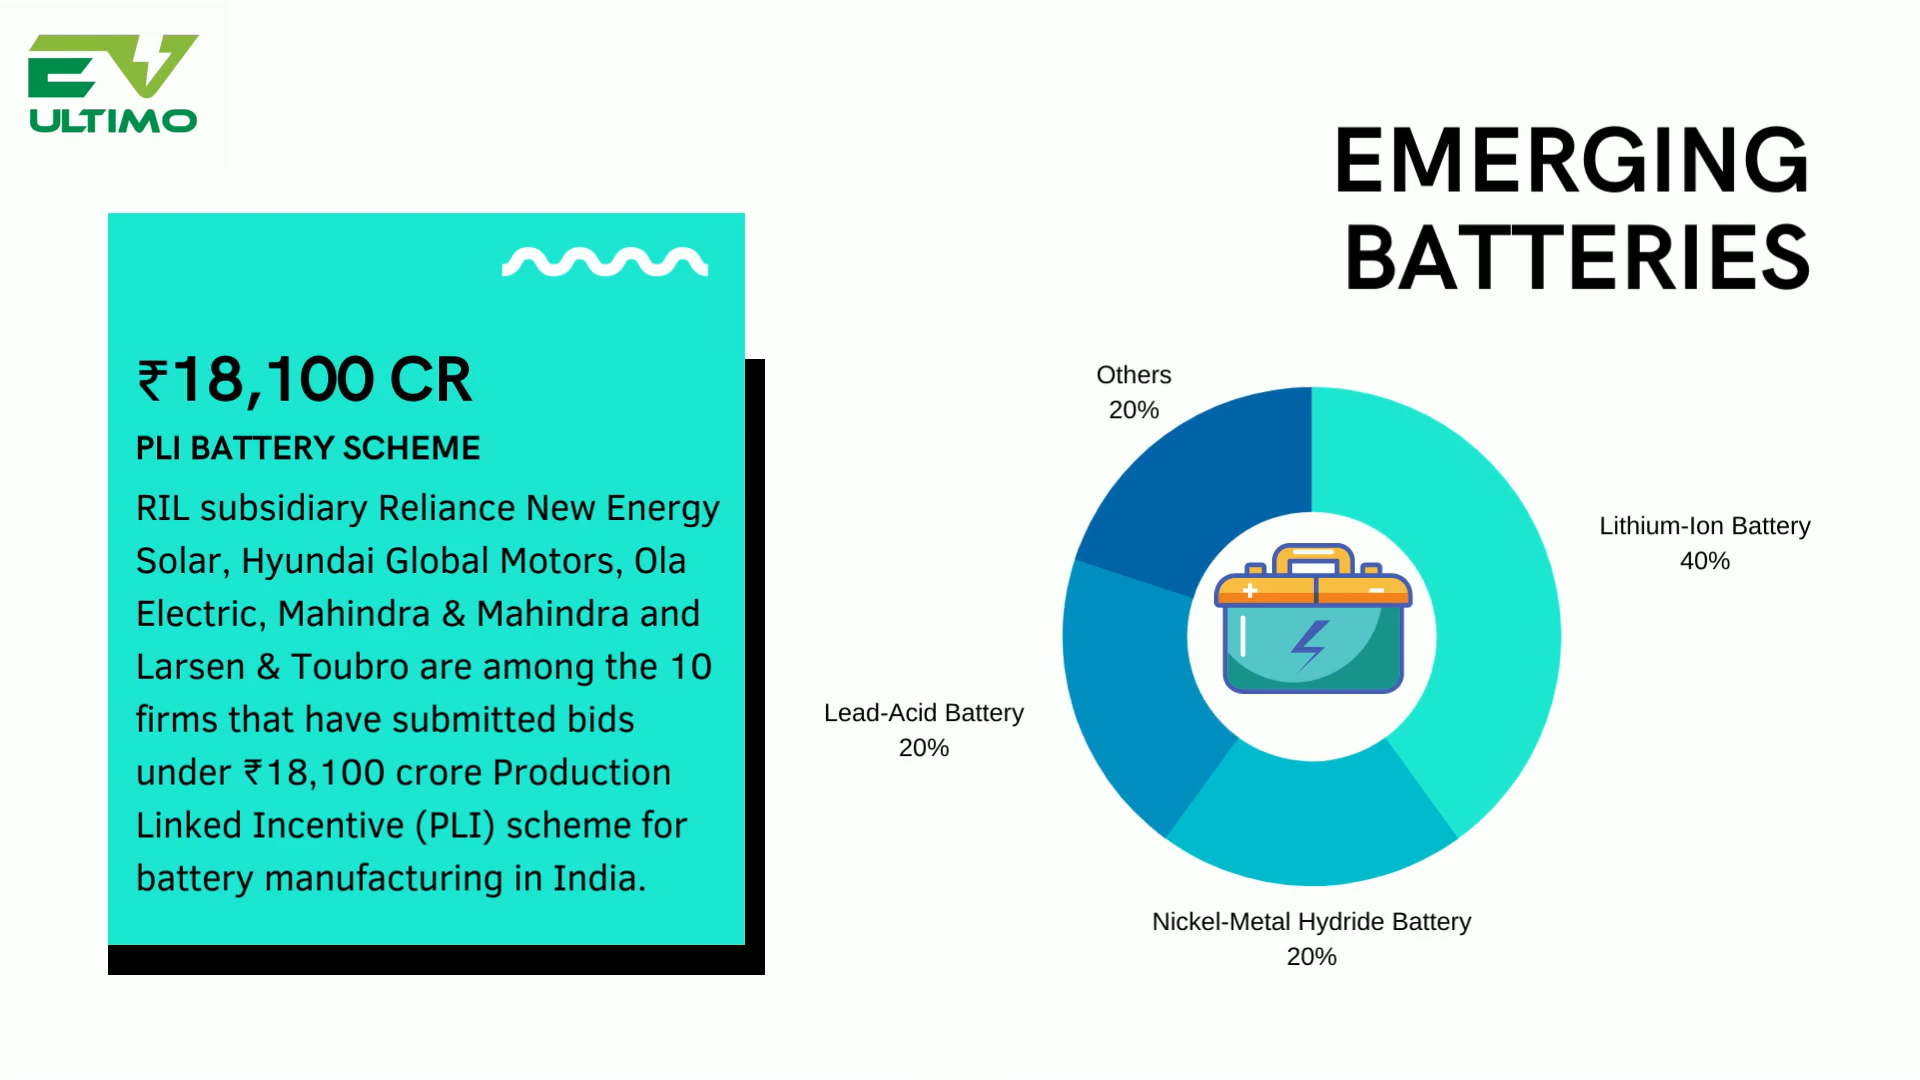 EV
ULTIMO
EMERGING
BATTERIES
₹18,100 CR
PLI BATTERY SCHEME
RIL subsidiary Reliance New Energy
Solar, Hyundai Global Motors, Ola
Electric, Mahindra & Mahindra and
Larsen & Toubro are among the 10
firms that have submitted bids
under ₹18,100 crore Production
Linked Incentive (PLI) scheme for
battery manufacturing in India.
Others
20%
Lithium-Ion Battery
40%
Lead-Acid Battery
20%
Nickel-Metal Hydride Battery
20%